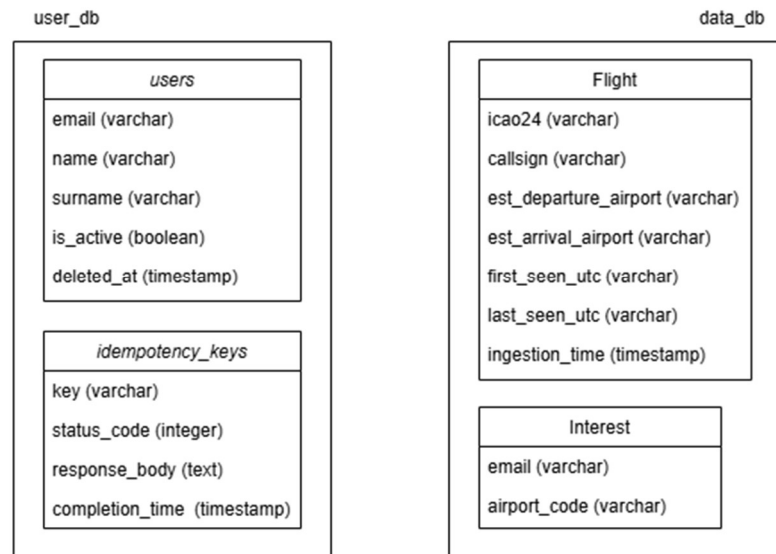 user_db
users
email (varchar)
name (varchar)
surname (varchar)
is_active (boolean)
deleted_at (timestamp)
idempotency_keys
key (varchar)
status_code (integer)
response_body (text)
completion_time (timestamp)
data_db
Flight
icao24 (varchar)
callsign (varchar)
est_departure_airport (varchar)
est_arrival_airport (varchar)
first_seen_utc (varchar)
last_seen_utc (varchar)
ingestion_time (timestamp)
Interest
email (varchar)
airport_code (varchar)